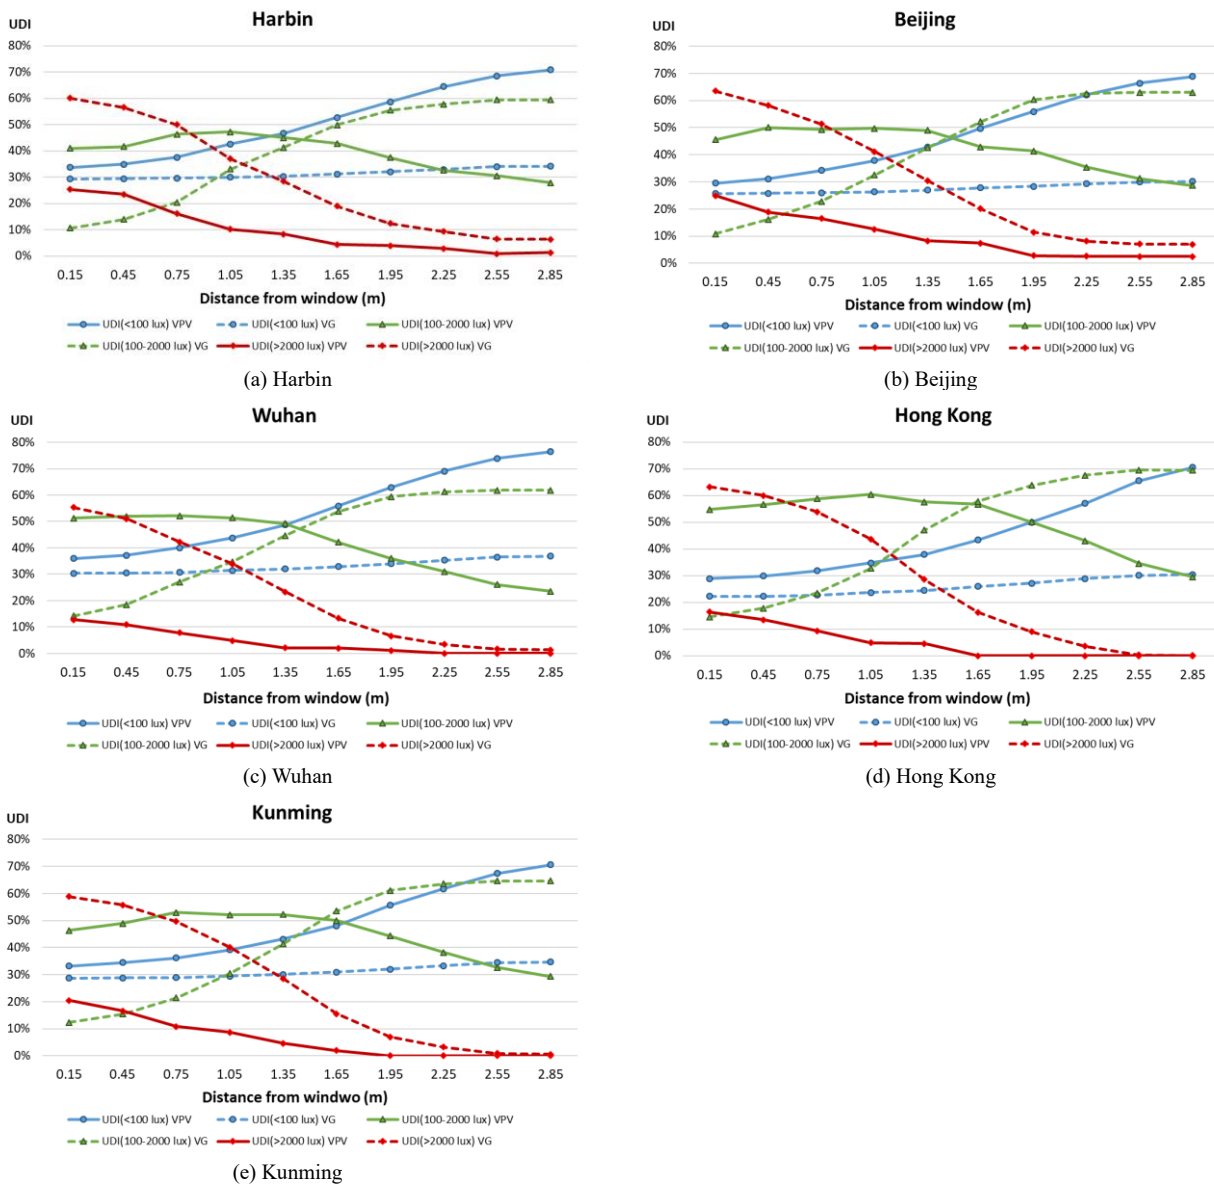 Harbin
UDI
80%
70%
60%
50%
40%
30%
20%
10%
0%
0.15 0.45 0.75 1.05 1.35 1.65 1.95 2.25 2.55 2.85
Distance from window (m)
UDI(<100 lux) VPV UDI(<100 lux) VG UDI(100-2000 lux) VPV
UDI(100-2000 lux) VG UDI(>2000 lux) VPV UDI(>2000 lux) VG
(a) Harbin
Beijing
UDI
80%
70%
60%
50%
40%
30%
20%
10%
0%
0.15 0.45 0.75 1.05 1.35 1.65 1.95 2.25 2.55 2.85
Distance from window (m)
UDI(<100 lux) VPV UDI(<100 lux) VG UDI(100-2000 lux) VPV
UDI(100-2000 lux) VG UDI(>2000 lux) VPV UDI(>2000 lux) VG
(b) Beijing
Wuhan
UDI
80%
70%
60%
50%
40%
30%
20%
10%
0%
0.15 0.45 0.75 1.05 1.35 1.65 1.95 2.25 2.55 2.85
Distance from window (m)
UDI(<100 lux) VPV UDI(<100 lux) VG UDI(100-2000 lux) VPV
UDI(100-2000 lux) VG UDI(>2000 lux) VPV UDI(>2000 lux) VG
(c) Wuhan
Hong Kong
UDI
80%
70%
60%
50%
40%
30%
20%
10%
0%
0.15 0.45 0.75 1.05 1.35 1.65 1.95 2.25 2.55 2.85
Distance from window (m)
UDI(<100 lux) VPV UDI(<100 lux) VG UDI(100-2000 lux) VPV
UDI(100-2000 lux) VG UDI(>2000 lux) VPV UDI(>2000 lux) VG
(d) Hong Kong
Kunming
UDI
80%
70%
60%
50%
40%
30%
20%
10%
0%
0.15 0.45 0.75 1.05 1.35 1.65 1.95 2.25 2.55 2.85
Distance from windwo (m)
UDI(<100 lux) VPV UDI(<100 lux) VG UDI(100-2000 lux) VPV
UDI(100-2000 lux) VG UDI(>2000 lux) VPV UDI(>2000 lux) VG
(e) Kunming